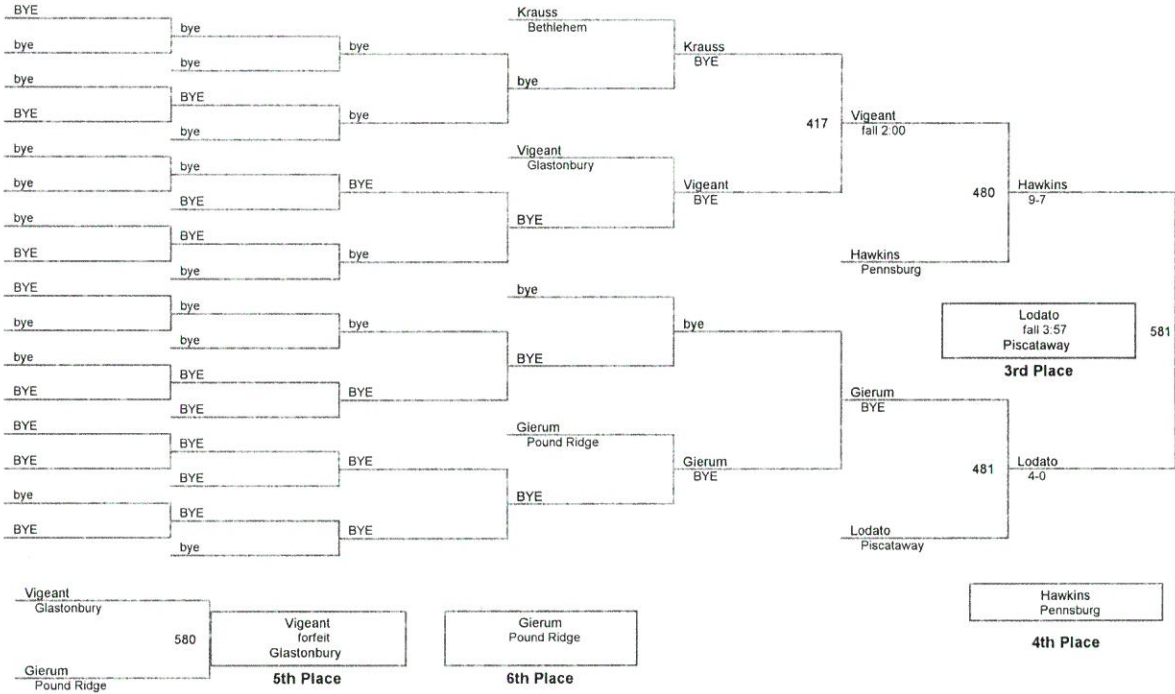 BYE
bye
bye
BYE
bye
bye
bye
BYE
BYE
bye
bye
BYE
BYE
BYE
bye
BYE
bye
bye
BYE
bye
bye
BYE
BYE
bye
bye
bye
BYE
BYE
BYE
BYE
BYE
bye
bye
bye
BYE
bye
bye
BYE
BYE
BYE
Krauss
Bethlehem
bye
Vigeant
Glastonbury
BYE
bye
BYE
Gierum
Pound Ridge
BYE
Krauss
BYE
Vigeant
BYE
bye
Gierum
BYE
417
Vigeant
fall 2:00
Hawkins
Pennsburg
Gierum
BYE
Lodato
Piscataway
480
481
Hawkins
9-7
Lodato
4-0
Lodato
fall 3:57
Piscataway
3rd Place
581
Vigeant
Glastonbury
Gierum
Pound Ridge
580
Vigeant
forfeit
Glastonbury
5th Place
Gierum
Pound Ridge
6th Place
Hawkins
Pennsburg
4th Place